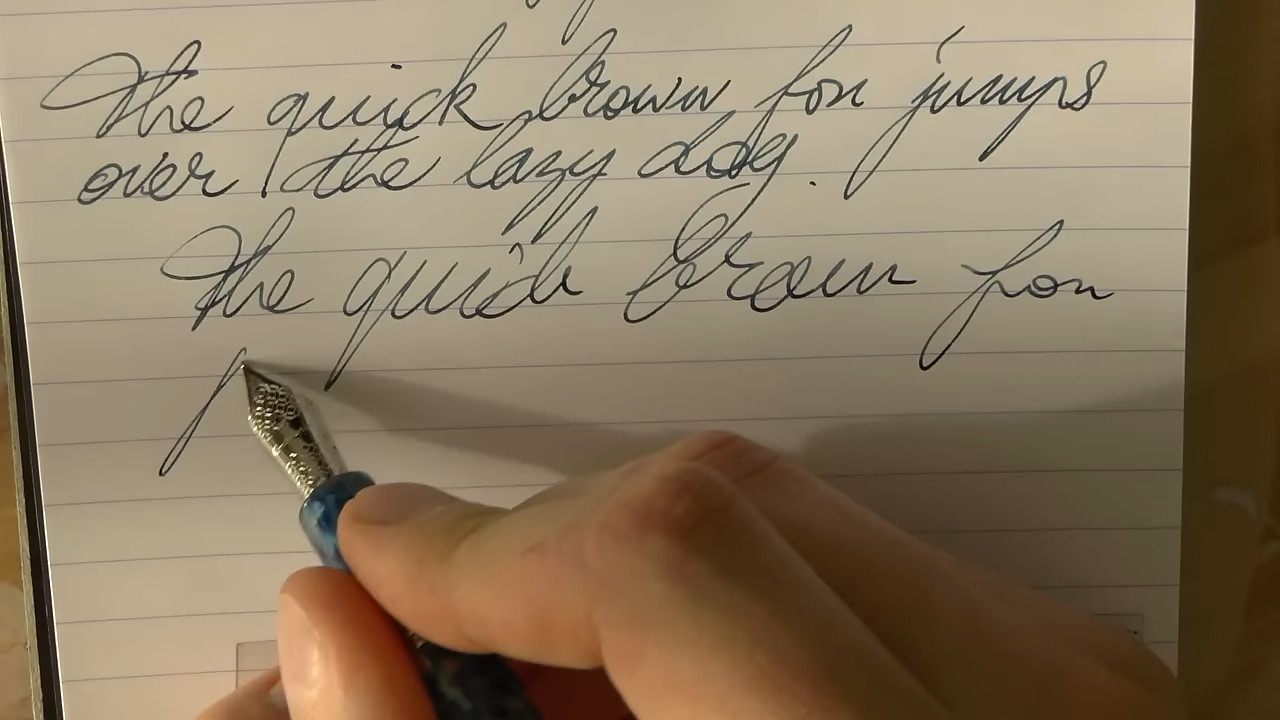 The quick brown fox jumps
over the lazy dog.
The quick brown fox
j